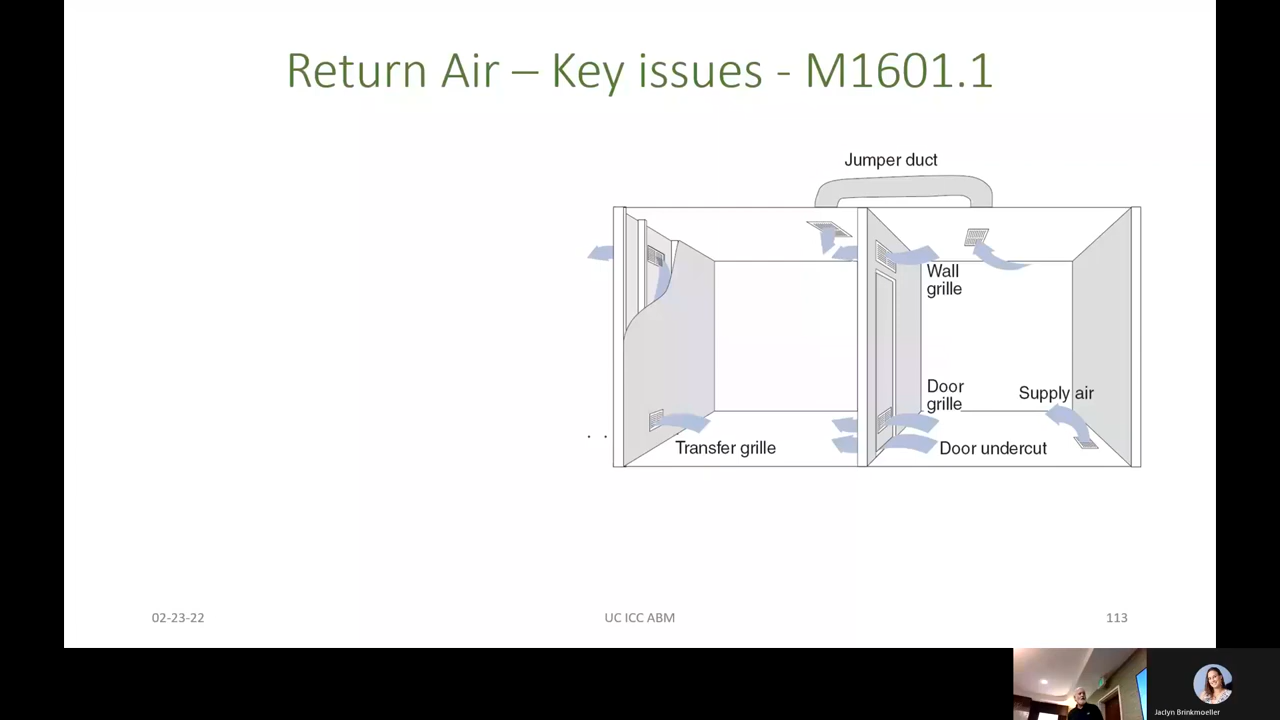 Return Air – Key issues - M1601.1
Jumper duct
Wall
grille
Door
grille
Supply air
Transfer grille
Door undercut
. .
02-23-22
UC ICC ABM
113
Jaclyn Brinkmoeller